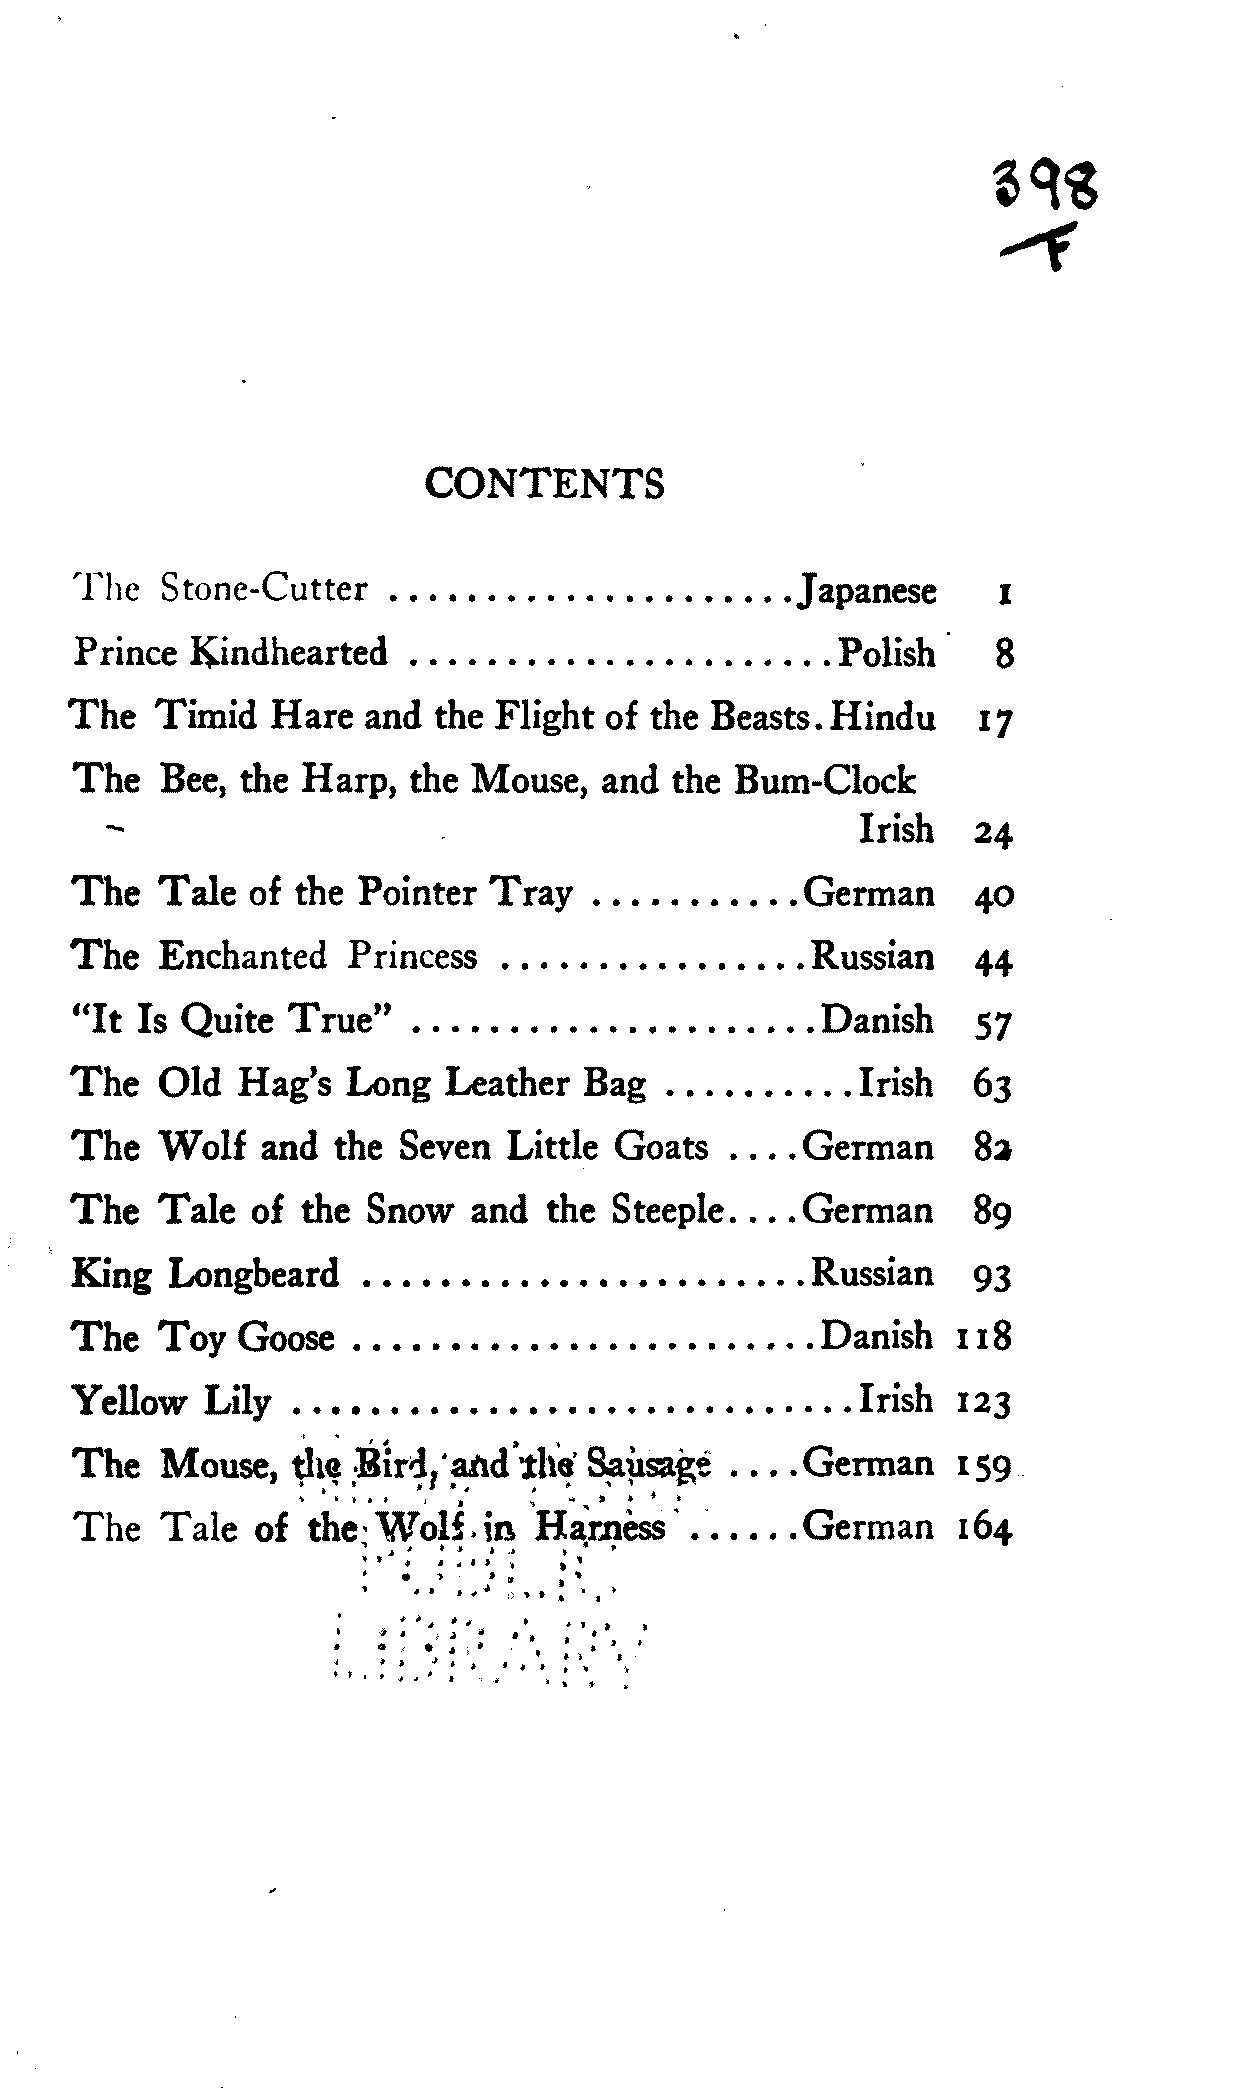 398
F
CONTENTS
The Stone-Cutter .....................Japanese 1
Prince Kindhearted ......................Polish 8
The Timid Hare and the Flight of the Beasts.Hindu 17
The Bee, the Harp, the Mouse, and the Bum-Clock
Irish 24
The Tale of the Pointer Tray ...........German 40
The Enchanted Princess ................Russian 44
“It Is Quite True” .....................Danish 57
The Old Hag's Long Leather Bag ..........Irish 63
The Wolf and the Seven Little Goats ....German 82
The Tale of the Snow and the Steeple....German 89
King Longbeard .......................Russian 93
The Toy Goose ........................Danish 118
Yellow Lily .............................Irish 123
The Mouse, the Bird, and the Sausage ....German 159
The Tale of the Wolf in Harness ......German 164
PUBLIC
LIBRARY